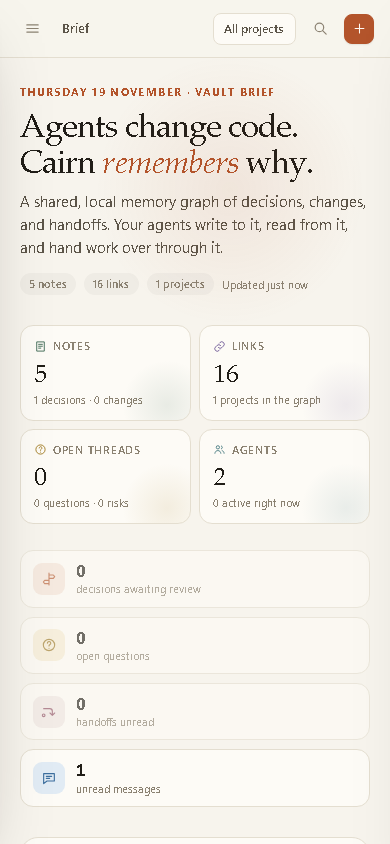 Brief
All projects
THURSDAY 19 NOVEMBER · VAULT BRIEF
Agents change code.
Cairn remembers why.
A shared, local memory graph of decisions, changes,
and handoffs. Your agents write to it, read from it,
and hand work over through it.
5 notes
16 links
1 projects
Updated just now
NOTES
5
1 decisions · 0 changes
LINKS
16
1 projects in the graph
OPEN THREADS
0
0 questions · 0 risks
AGENTS
2
0 active right now
0
decisions awaiting review
0
open questions
0
handoffs unread
1
unread messages